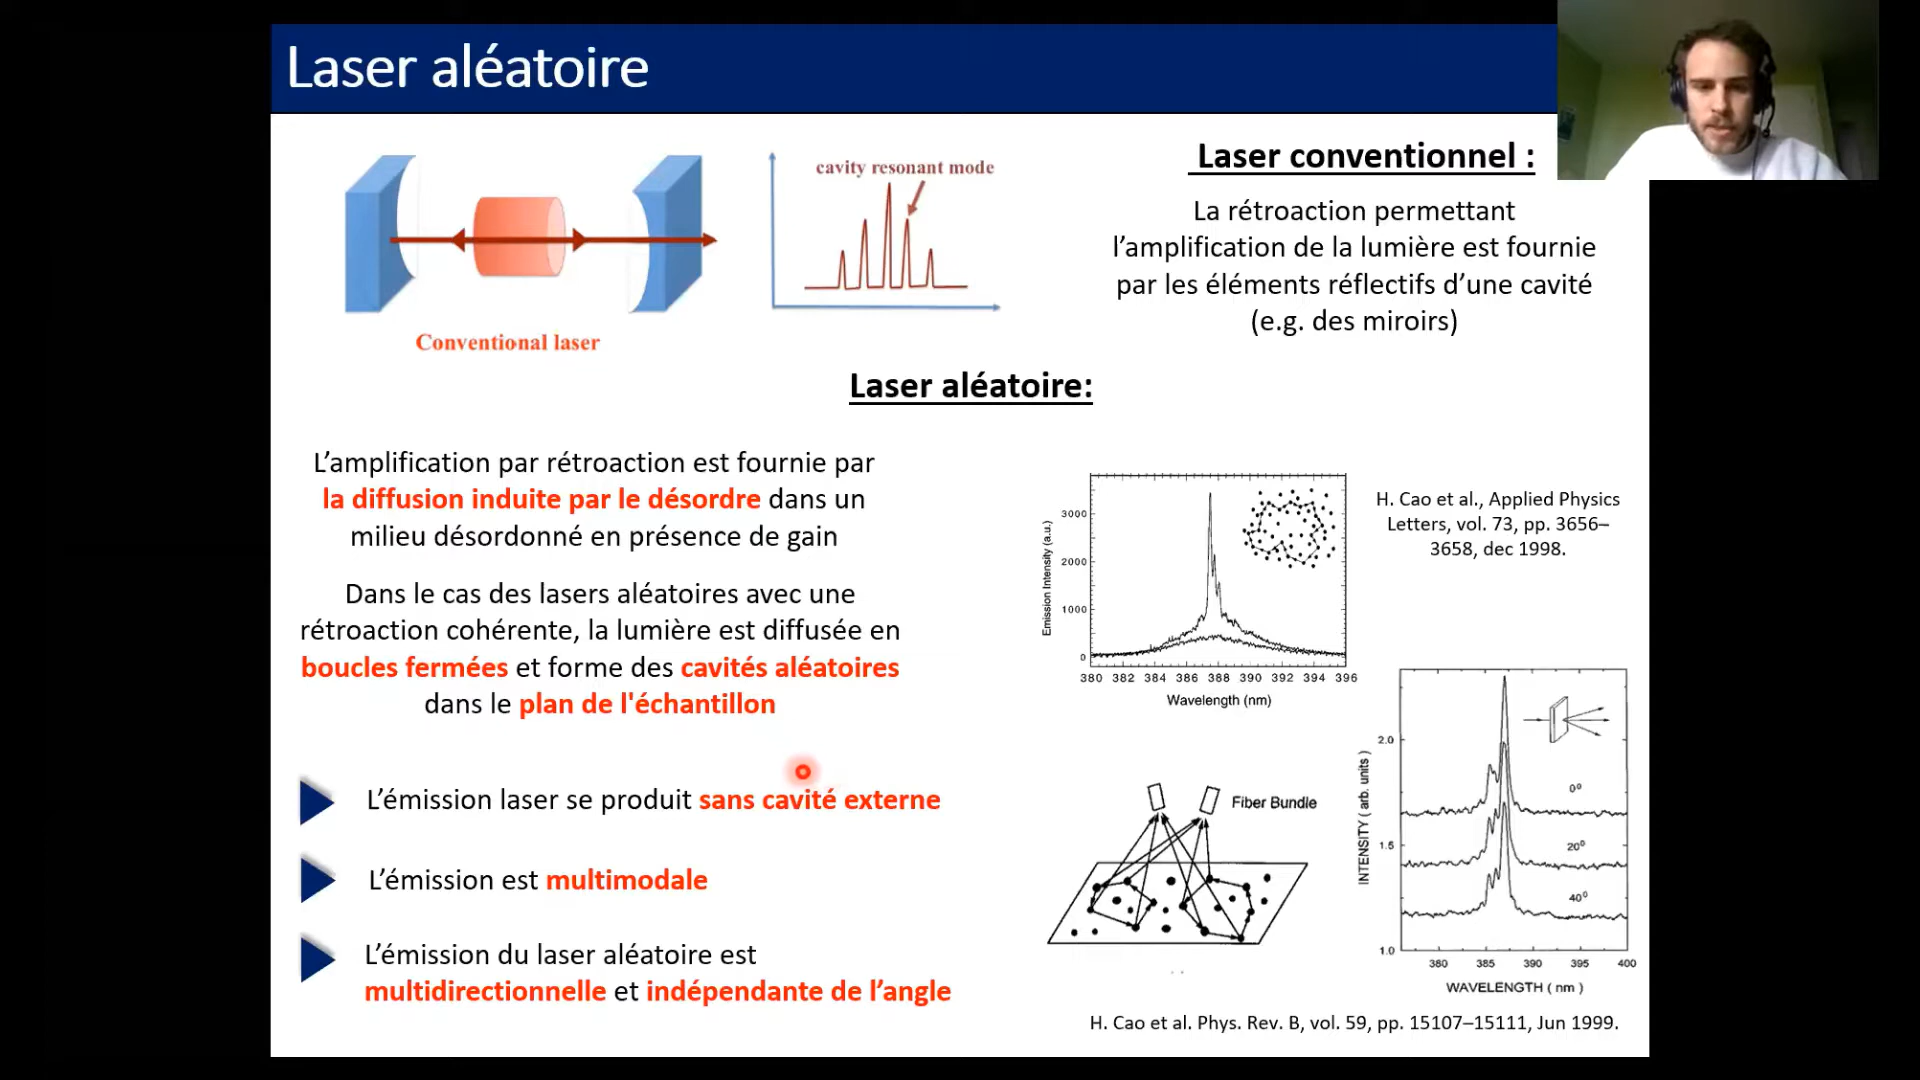 Laser aléatoire
cavity resonant mode
Conventional laser
Laser conventionnel :
La rétroaction permettant
l’amplification de la lumière est fournie
par les éléments réflectifs d’une cavité
(e.g. des miroirs)
Laser aléatoire:
L’amplification par rétroaction est fournie par
la diffusion induite par le désordre dans un
milieu désordonné en présence de gain
Dans le cas des lasers aléatoires avec une
rétroaction cohérente, la lumière est diffusée en
boucles fermées et forme des cavités aléatoires
dans le plan de l'échantillon
L’émission laser se produit sans cavité externe
L’émission est multimodale
L’émission du laser aléatoire est
multidirectionnelle et indépendante de l’angle
Emission Intensity (a.u.)
3000
2000
1000
0
380 382 384 386 388 390 392 394 396
Wavelength (nm)
H. Cao et al., Applied Physics
Letters, vol. 73, pp. 3656–
3658, dec 1998.
Fiber Bundle
INTENSITY ( arb. units )
2.0
1.5
1.0
0°
20°
40°
380 385 390 395 400
WAVELENGTH ( nm )
H. Cao et al. Phys. Rev. B, vol. 59, pp. 15107–15111, Jun 1999.